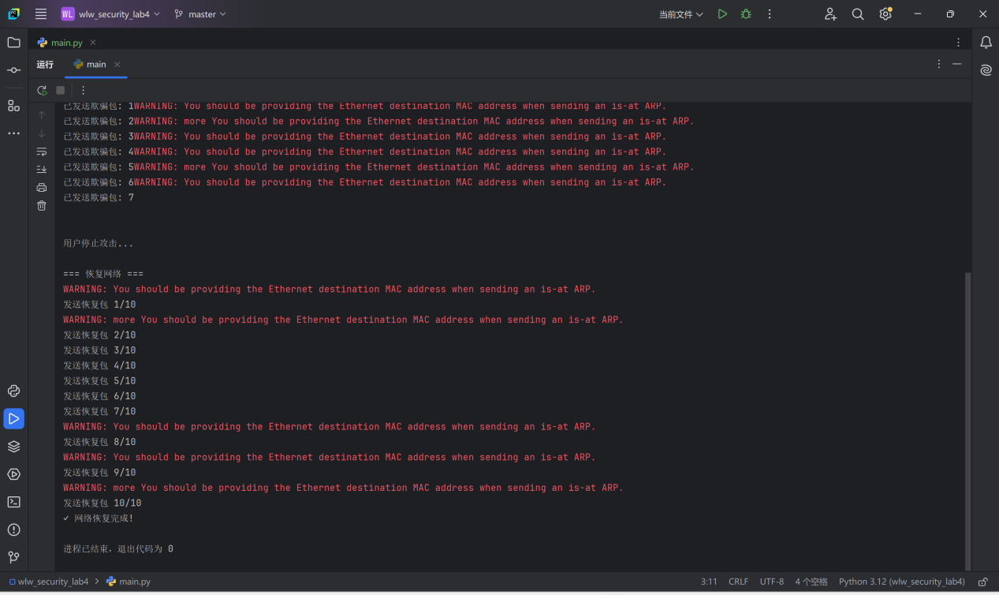 WL wlw_security_lab4 master 当前文件
main.py
运行 main
已发送欺骗包: 1WARNING: You should be providing the Ethernet destination MAC address when sending an is-at ARP.
已发送欺骗包: 2WARNING: more You should be providing the Ethernet destination MAC address when sending an is-at ARP.
已发送欺骗包: 3WARNING: You should be providing the Ethernet destination MAC address when sending an is-at ARP.
已发送欺骗包: 4WARNING: You should be providing the Ethernet destination MAC address when sending an is-at ARP.
已发送欺骗包: 5WARNING: more You should be providing the Ethernet destination MAC address when sending an is-at ARP.
已发送欺骗包: 6WARNING: You should be providing the Ethernet destination MAC address when sending an is-at ARP.
已发送欺骗包: 7
用户停止攻击...
=== 恢复网络 ===
WARNING: You should be providing the Ethernet destination MAC address when sending an is-at ARP.
发送恢复包 1/10
WARNING: more You should be providing the Ethernet destination MAC address when sending an is-at ARP.
发送恢复包 2/10
发送恢复包 3/10
发送恢复包 4/10
发送恢复包 5/10
发送恢复包 6/10
发送恢复包 7/10
WARNING: You should be providing the Ethernet destination MAC address when sending an is-at ARP.
发送恢复包 8/10
WARNING: You should be providing the Ethernet destination MAC address when sending an is-at ARP.
发送恢复包 9/10
WARNING: more You should be providing the Ethernet destination MAC address when sending an is-at ARP.
发送恢复包 10/10
✓ 网络恢复完成!
进程已结束，退出代码为 0
wlw_security_lab4 > main.py 3:11 CRLF UTF-8 4 个空格 Python 3.12 (wlw_security_lab4)